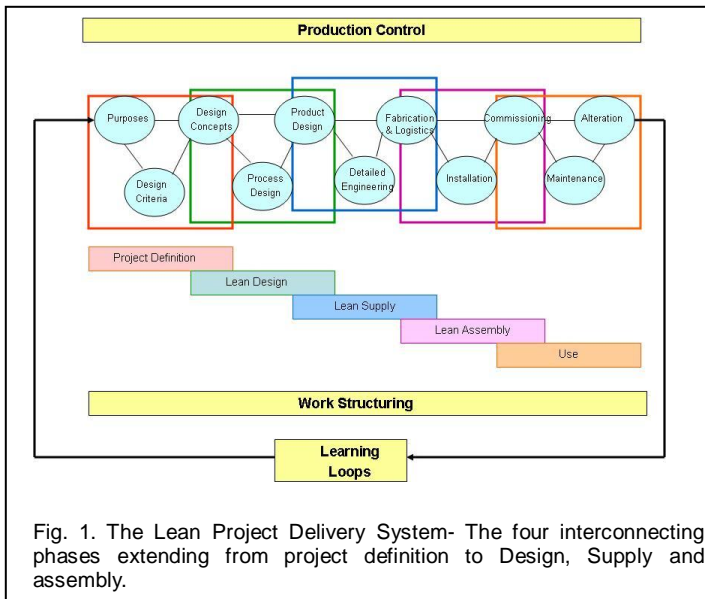 Production Control
Purposes
Design
Concepts
Product
Design
Fabrication
& Logistics
Commissioning
Alteration
Design
Criteria
Process
Design
Detailed
Engineering
Installation
Maintenance
Project Definition
Lean Design
Lean Supply
Lean Assembly
Use
Work Structuring
Learning
Loops
Fig. 1. The Lean Project Delivery System- The four interconnecting
phases extending from project definition to Design, Supply and
assembly.